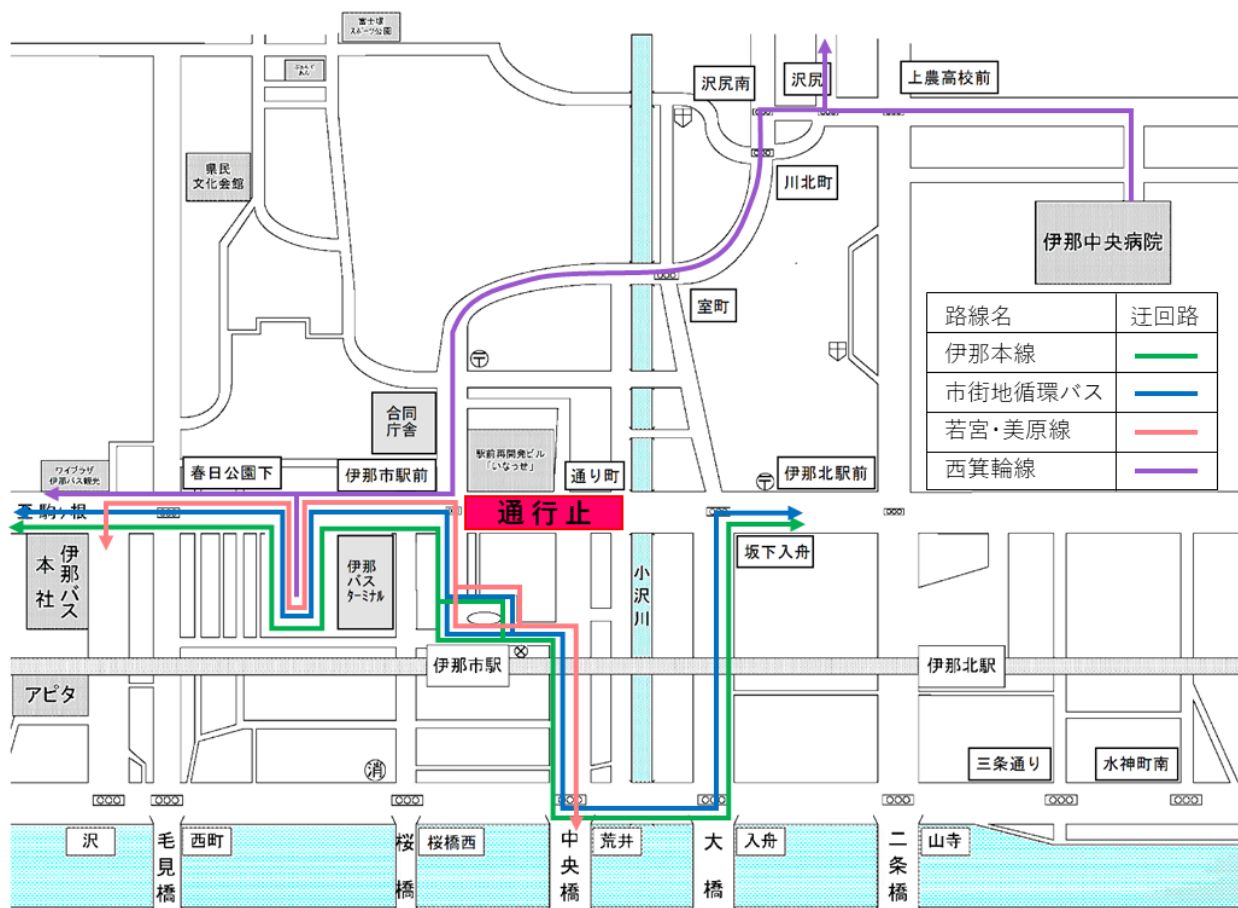 富士塚
スポーツ公園
沢尻南
沢尻
上農高校前
県民
文化会館
川北町
伊那中央病院
室町
路線名
迂回路
伊那本線
市街地循環バス
若宮・美原線
西箕輪線
〒
合同
庁舎
駅前再開発ビル
「いなっせ」
ワイプラザ
伊那バス観光
春日公園下
伊那市駅前
通り町
〒
伊那北駅前
至駒ヶ根
通行止
伊那バス
本社
伊那
バス
ターミナル
小沢川
坂下入舟
伊那市駅
伊那北駅
アピタ
消
三条通り
水神町南
沢
毛見橋
西町
桜橋
桜橋西
中央橋
荒井
大橋
入舟
二条橋
山寺